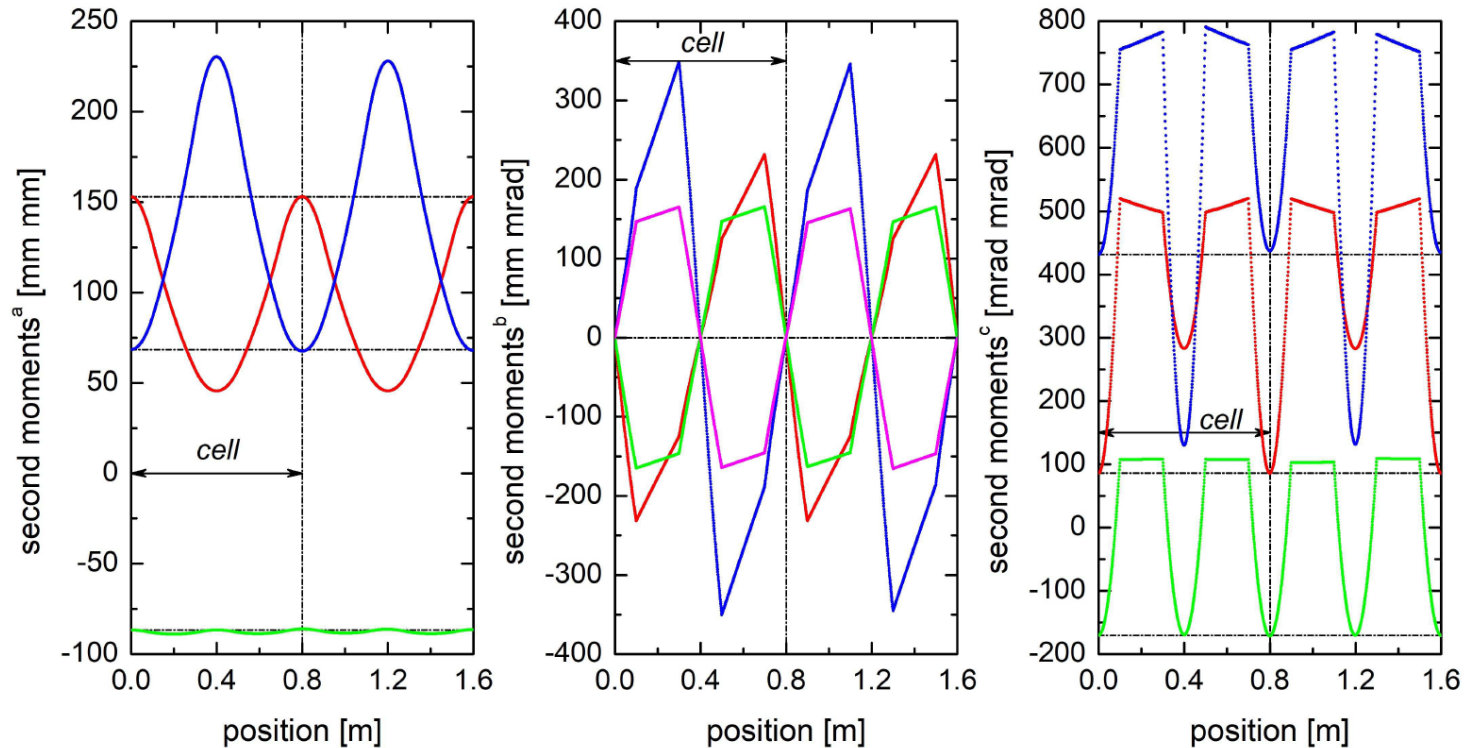 second moments^a [mm mm]
250
200
150
100
50
0
-50
-100
cell
0.0 0.4 0.8 1.2 1.6
position [m]
second moments^b [mm mrad]
400
300
200
100
0
-100
-200
-300
-400
cell
0.0 0.4 0.8 1.2 1.6
position [m]
second moments^c [mrad mrad]
800
700
600
500
400
300
200
100
0
-100
-200
cell
0.0 0.4 0.8 1.2 1.6
position [m]